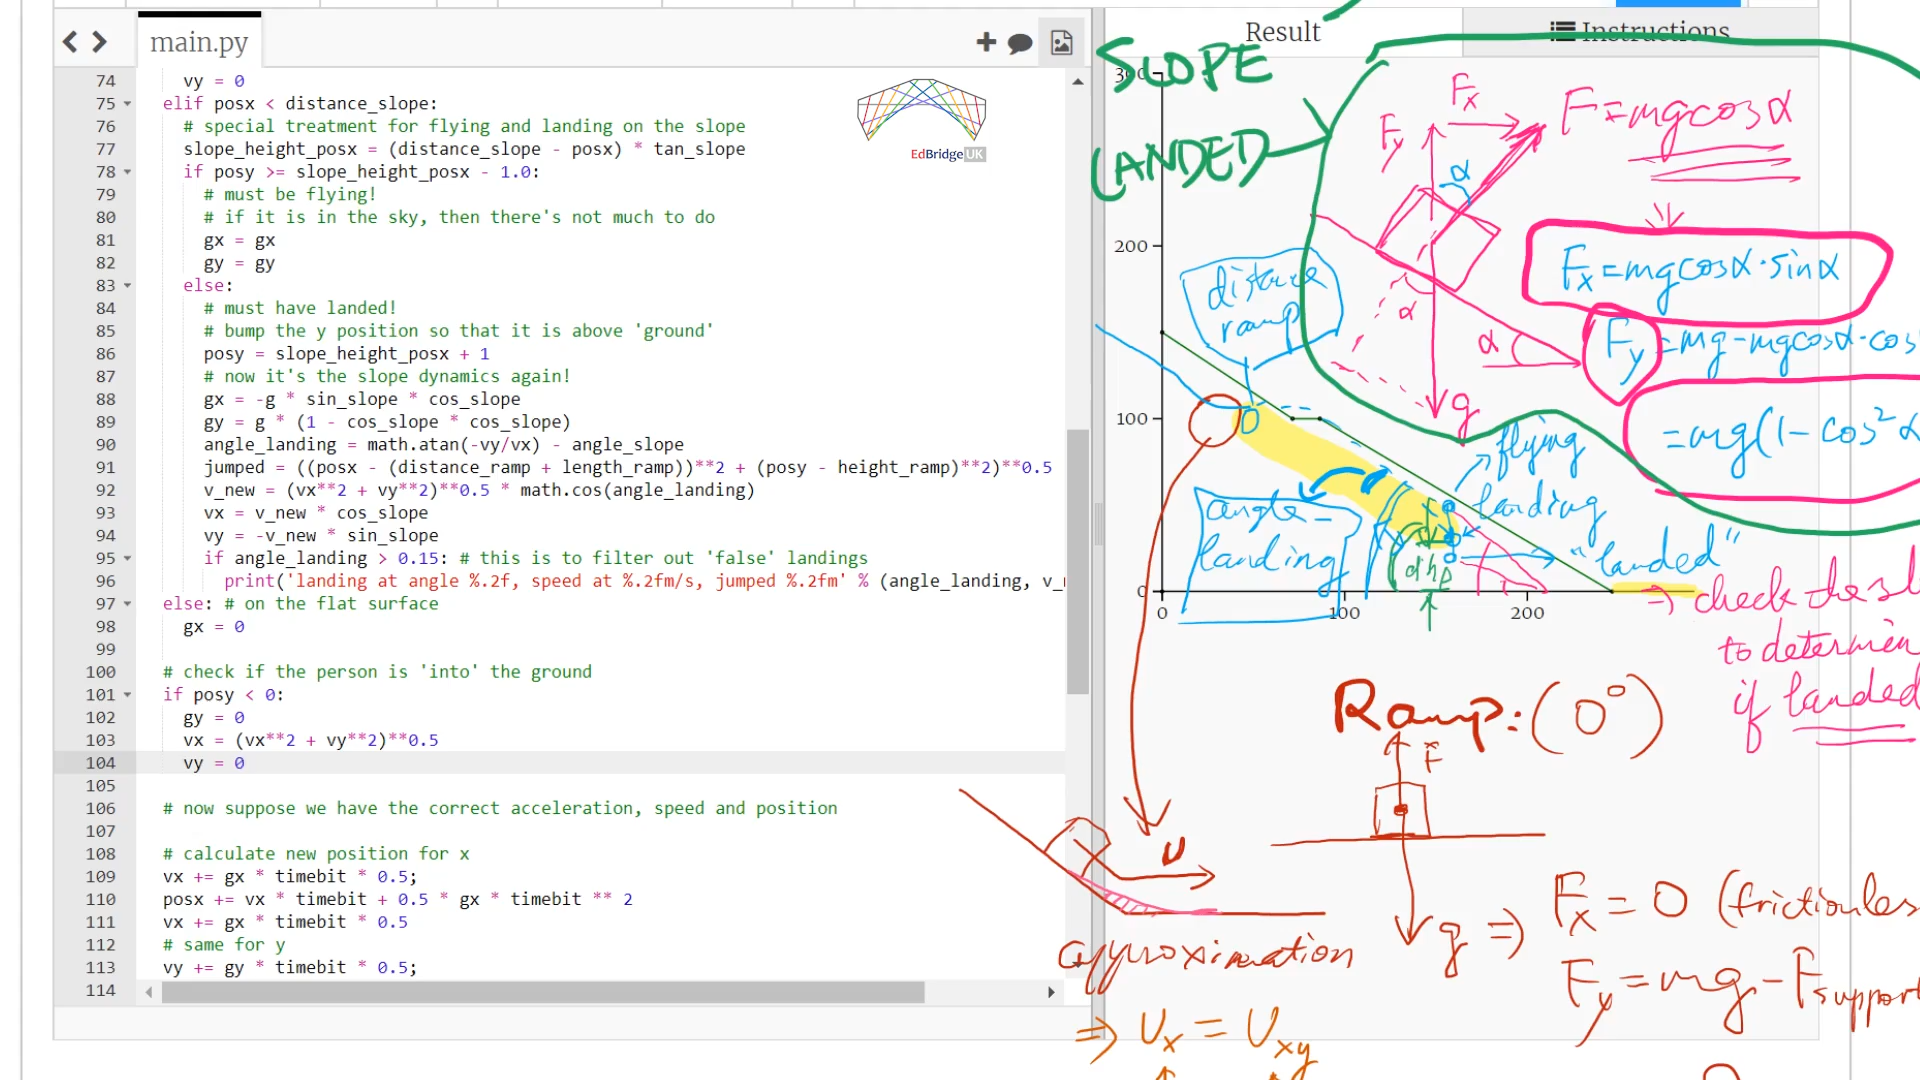 main.py
74 vy = 0
75 elif posx < distance_slope:
76 # special treatment for flying and landing on the slope
77 slope_height_posx = (distance_slope - posx) * tan_slope
78 if posy >= slope_height_posx - 1.0:
79 # must be flying!
80 # if it is in the sky, then there's not much to do
81 gx = gx
82 gy = gy
83 else:
84 # must have landed!
85 # bump the y position so that it is above 'ground'
86 posy = slope_height_posx + 1
87 # now it's the slope dynamics again!
88 gx = -g * sin_slope * cos_slope
89 gy = g * (1 - cos_slope * cos_slope)
90 angle_landing = math.atan(-vy/vx) - angle_slope
91 jumped = ((posx - (distance_ramp + length_ramp))**2 + (posy - height_ramp)**2)**0.5
92 v_new = (vx**2 + vy**2)**0.5 * math.cos(angle_landing)
93 vx = v_new * cos_slope
94 vy = -v_new * sin_slope
95 if angle_landing > 0.15: # this is to filter out 'false' landings
96 print('landing at angle %.2f, speed at %.2fm/s, jumped %.2fm' % (angle_landing, v_
97 else: # on the flat surface
98 gx = 0
99
100 # check if the person is 'into' the ground
101 if posy < 0:
102 gy = 0
103 vx = (vx**2 + vy**2)**0.5
104 vy = 0
105
106 # now suppose we have the correct acceleration, speed and position
107
108 # calculate new position for x
109 vx += gx * timebit * 0.5;
110 posx += vx * timebit + 0.5 * gx * timebit ** 2
111 vx += gx * timebit * 0.5
112 # same for y
113 vy += gy * timebit * 0.5;
114
EdBridge UK
Result
Instructions
SLOPE
LANDED
300
200
100
0
0
100
200
Fx
Fy
α
F=mgcosα
Fx=mgcosα·sinα
Fy=mg-mgcosα·cos
=mg(1-cos²α
α
α
g
distance
ramp
flying
landing
"landed"
angle-
landing
dhp
⇒ check the sl
to determin
if landed
Ramp: (0°)
F
g ⇒
Fx = 0 (frictionles
Fy = mg - Fsupport
υ
approximation
⇒ υx = υxy